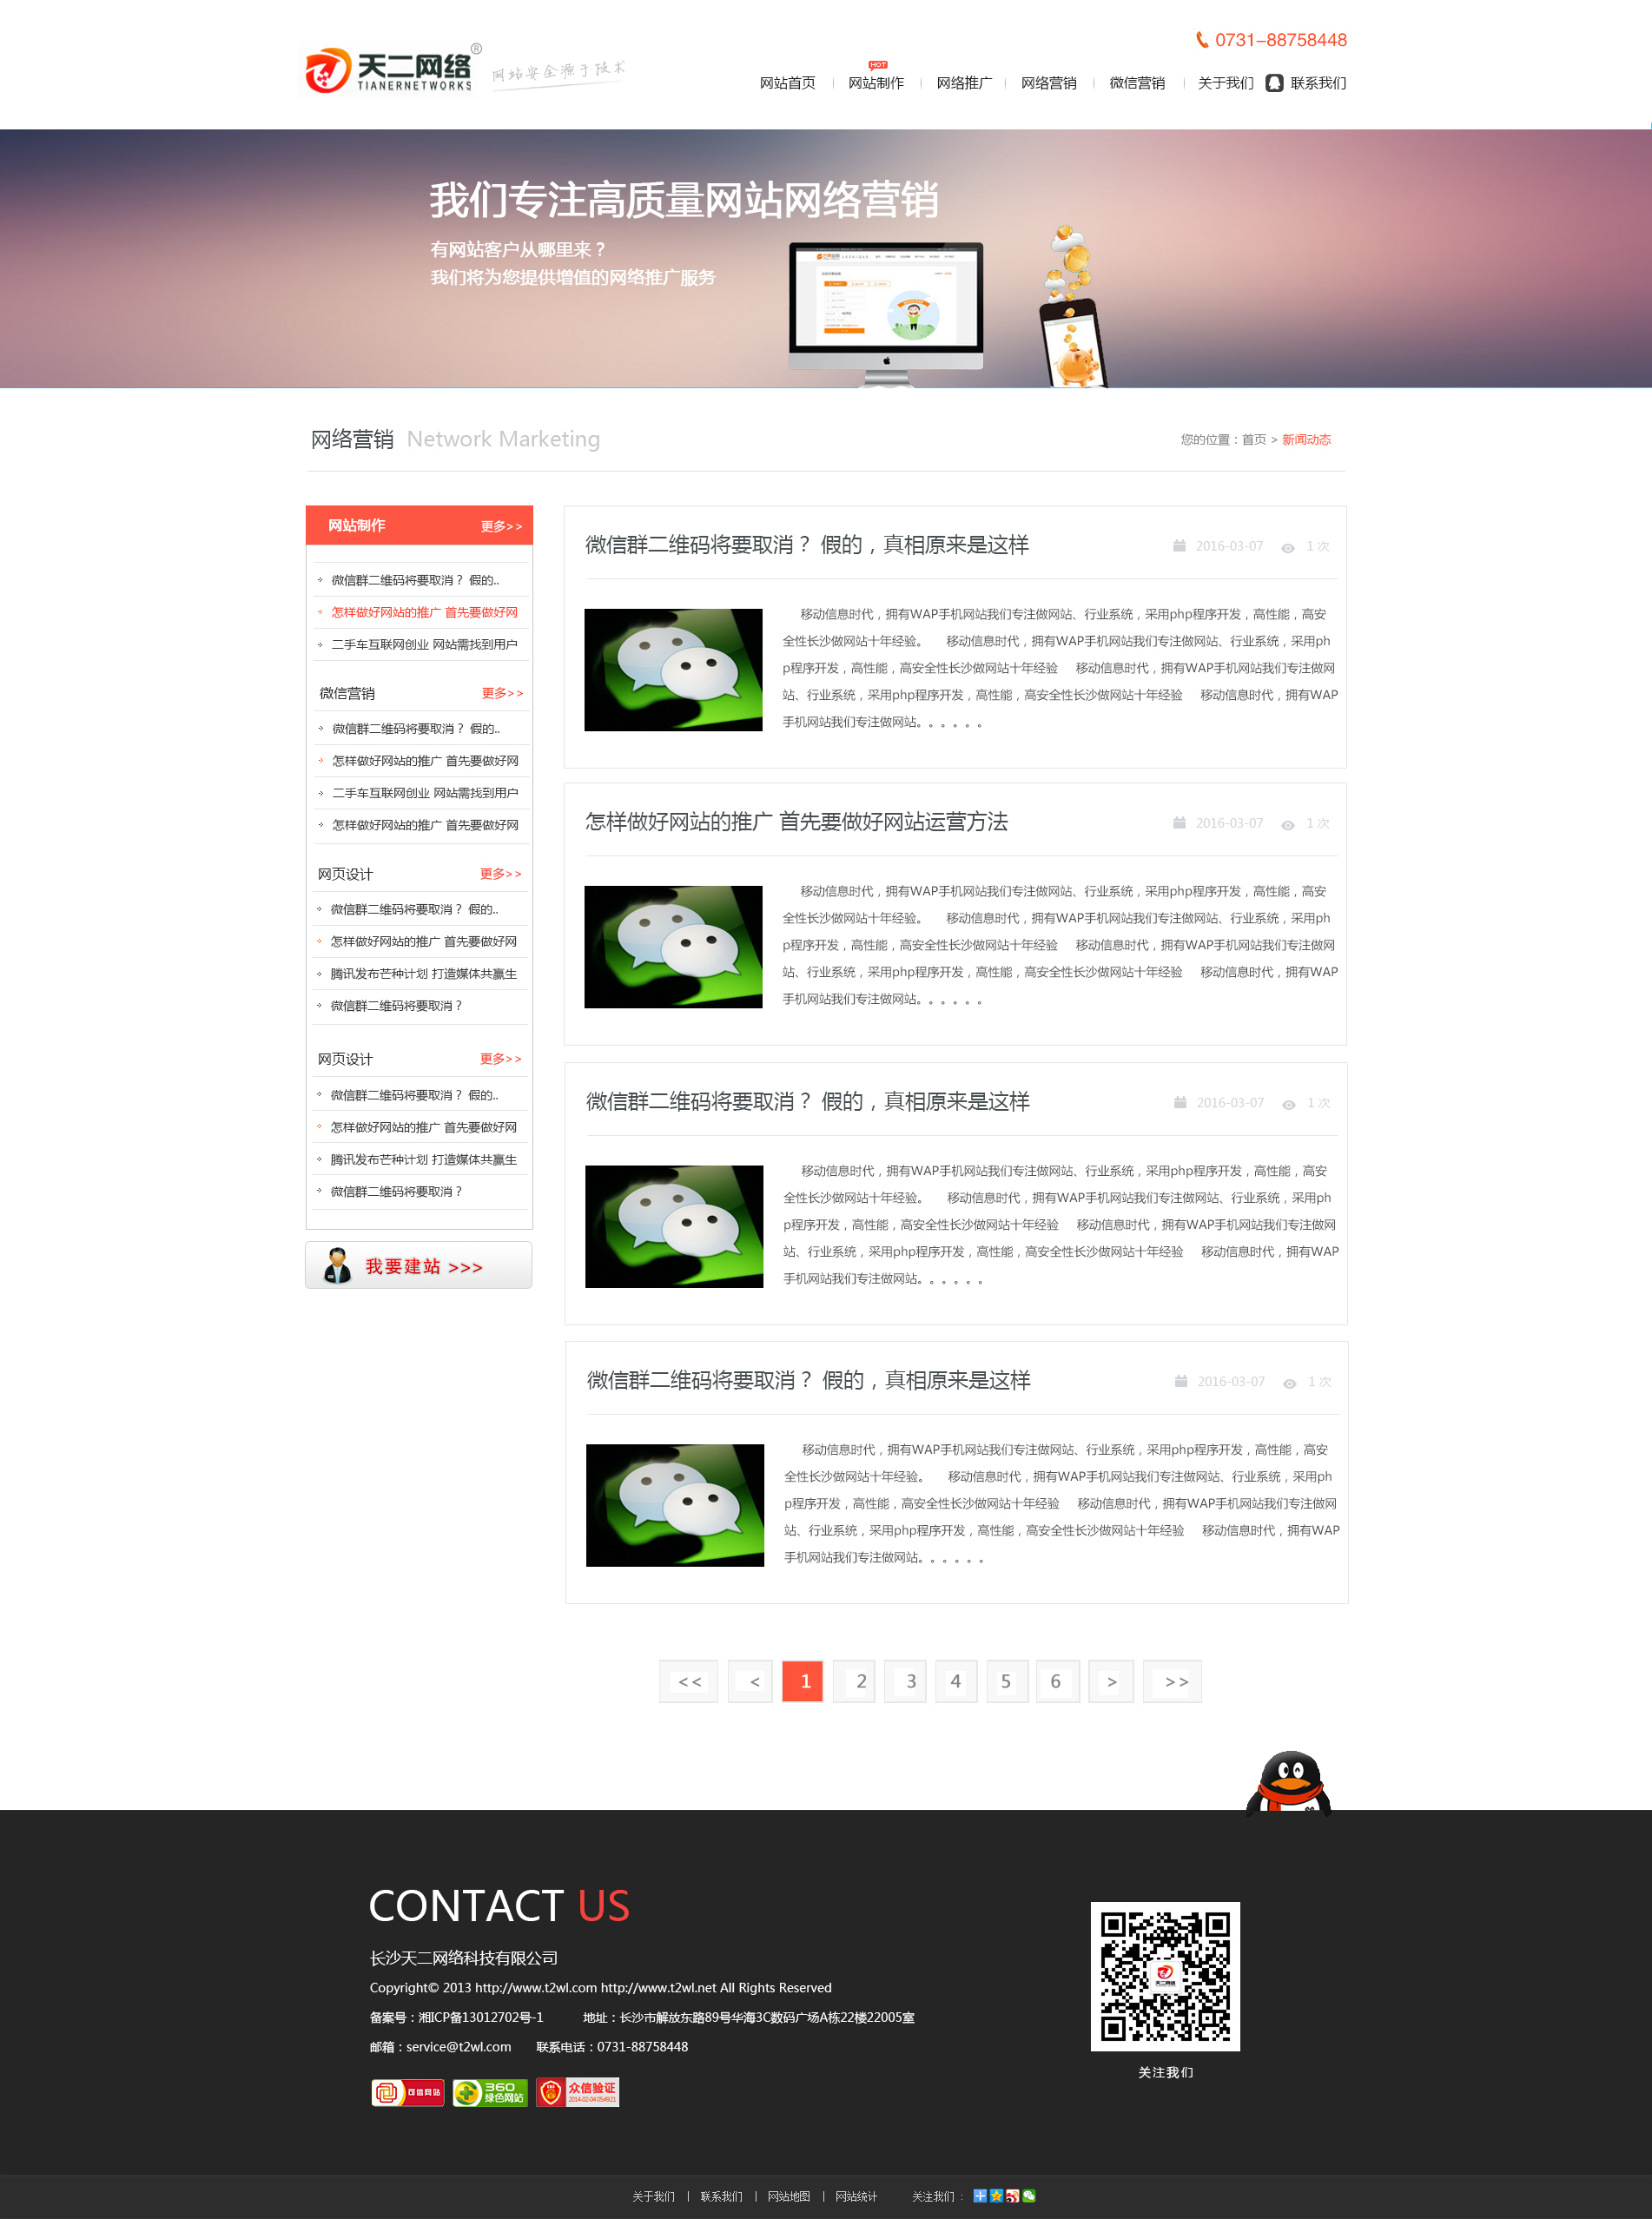 天二网络®
TIANERNETWORKS
网站安全源于技术
0731-88758448
HOT
网站首页 网站制作 网络推广 网络营销 微信营销 关于我们 联系我们
我们专注高质量网站网络营销
有网站客户从哪里来？
我们将为您提供增值的网络推广服务
网络营销 Network Marketing
您的位置：首页 > 新闻动态
网站制作 更多>>
微信群二维码将要取消？ 假的..
怎样做好网站的推广 首先要做好网
二手车互联网创业 网站需找到用户
微信营销 更多>>
微信群二维码将要取消？ 假的..
怎样做好网站的推广 首先要做好网
二手车互联网创业 网站需找到用户
怎样做好网站的推广 首先要做好网
网页设计 更多>>
微信群二维码将要取消？ 假的..
怎样做好网站的推广 首先要做好网
腾讯发布芒种计划 打造媒体共赢生
微信群二维码将要取消？
网页设计 更多>>
微信群二维码将要取消？ 假的..
怎样做好网站的推广 首先要做好网
腾讯发布芒种计划 打造媒体共赢生
微信群二维码将要取消？
我要建站 >>>
微信群二维码将要取消？ 假的，真相原来是这样 2016-03-07 1 次
移动信息时代，拥有WAP手机网站我们专注做网站、行业系统，采用php程序开发，高性能，高安
全性长沙做网站十年经验。 移动信息时代，拥有WAP手机网站我们专注做网站、行业系统，采用ph
p程序开发，高性能，高安全性长沙做网站十年经验 移动信息时代，拥有WAP手机网站我们专注做网
站、行业系统，采用php程序开发，高性能，高安全性长沙做网站十年经验 移动信息时代，拥有WAP
手机网站我们专注做网站。。。。。。
怎样做好网站的推广 首先要做好网站运营方法 2016-03-07 1 次
移动信息时代，拥有WAP手机网站我们专注做网站、行业系统，采用php程序开发，高性能，高安
全性长沙做网站十年经验。 移动信息时代，拥有WAP手机网站我们专注做网站、行业系统，采用ph
p程序开发，高性能，高安全性长沙做网站十年经验 移动信息时代，拥有WAP手机网站我们专注做网
站、行业系统，采用php程序开发，高性能，高安全性长沙做网站十年经验 移动信息时代，拥有WAP
手机网站我们专注做网站。。。。。。
微信群二维码将要取消？ 假的，真相原来是这样 2016-03-07 1 次
移动信息时代，拥有WAP手机网站我们专注做网站、行业系统，采用php程序开发，高性能，高安
全性长沙做网站十年经验。 移动信息时代，拥有WAP手机网站我们专注做网站、行业系统，采用ph
p程序开发，高性能，高安全性长沙做网站十年经验 移动信息时代，拥有WAP手机网站我们专注做网
站、行业系统，采用php程序开发，高性能，高安全性长沙做网站十年经验 移动信息时代，拥有WAP
手机网站我们专注做网站。。。。。。
微信群二维码将要取消？ 假的，真相原来是这样 2016-03-07 1 次
移动信息时代，拥有WAP手机网站我们专注做网站、行业系统，采用php程序开发，高性能，高安
全性长沙做网站十年经验。 移动信息时代，拥有WAP手机网站我们专注做网站、行业系统，采用ph
p程序开发，高性能，高安全性长沙做网站十年经验 移动信息时代，拥有WAP手机网站我们专注做网
站、行业系统，采用php程序开发，高性能，高安全性长沙做网站十年经验 移动信息时代，拥有WAP
手机网站我们专注做网站。。。。。。
<< < 1 2 3 4 5 6 > >>
CONTACT US
长沙天二网络科技有限公司
Copyright© 2013 http://www.t2wl.com http://www.t2wl.net All Rights Reserved
备案号：湘ICP备13012702号-1 地址：长沙市解放东路89号华海3C数码广场A栋22楼22005室
邮箱：service@t2wl.com 联系电话：0731-88758448
可信网站
360
绿色网站
众信验证
天二网络
关注我们
关于我们 | 联系我们 | 网站地图 | 网站统计 关注我们：